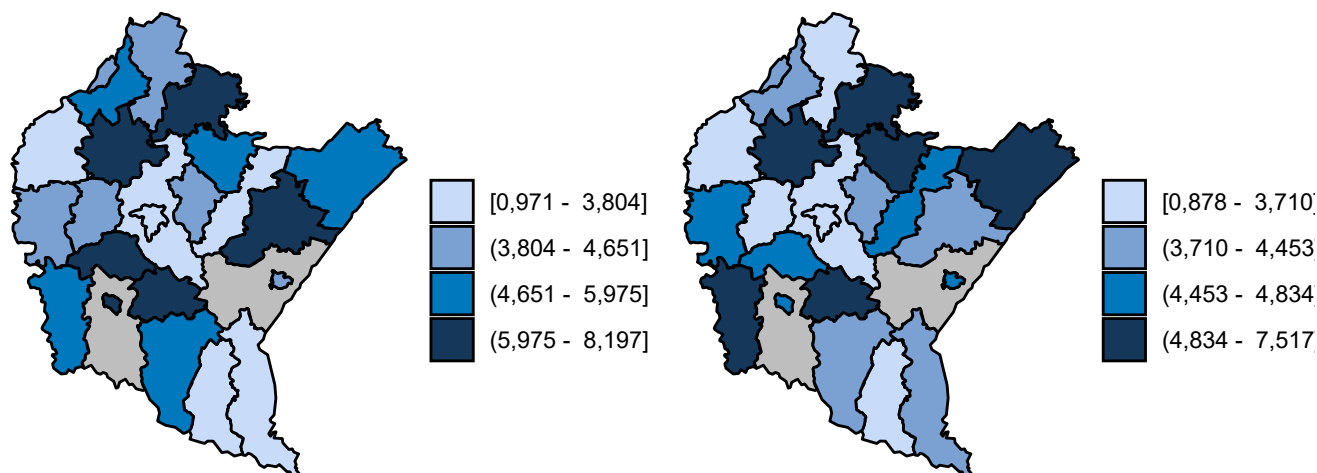 [0,971 - 3,804]
(3,804 - 4,651]
(4,651 - 5,975]
(5,975 - 8,197]
[0,878 - 3,710]
(3,710 - 4,453]
(4,453 - 4,834]
(4,834 - 7,517]